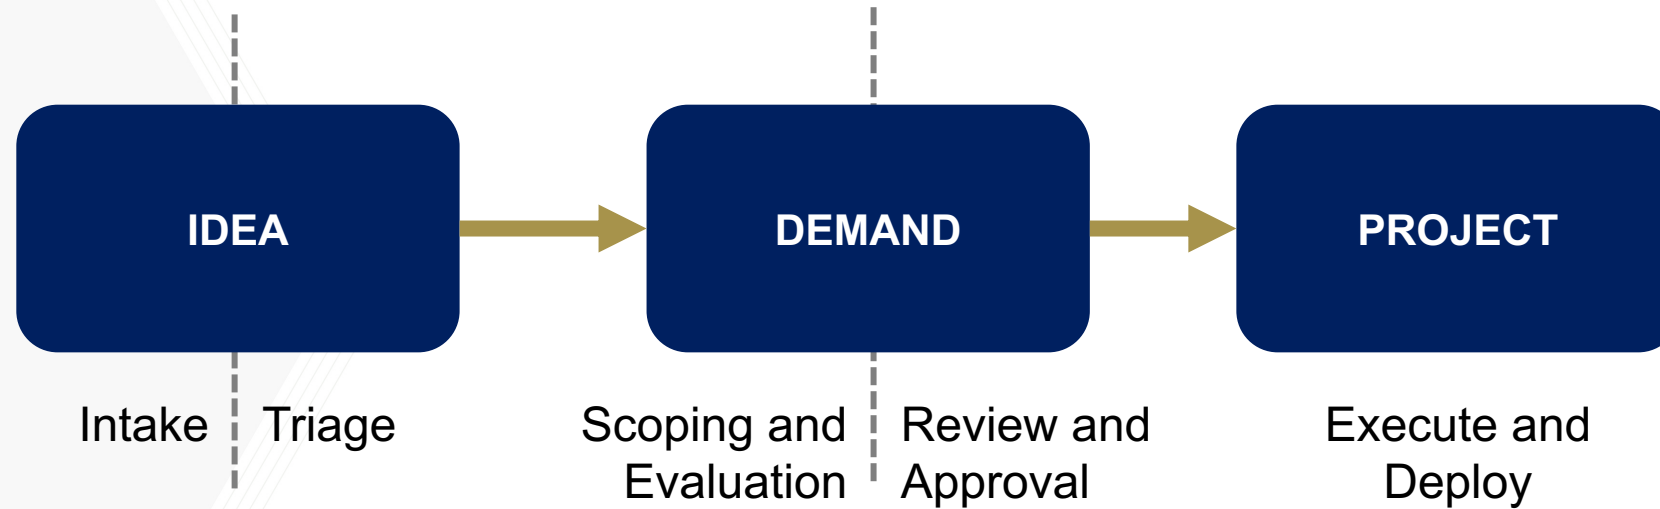 IDEA
DEMAND
PROJECT
Intake
Triage
Scoping and
Evaluation
Review and
Approval
Execute and
Deploy